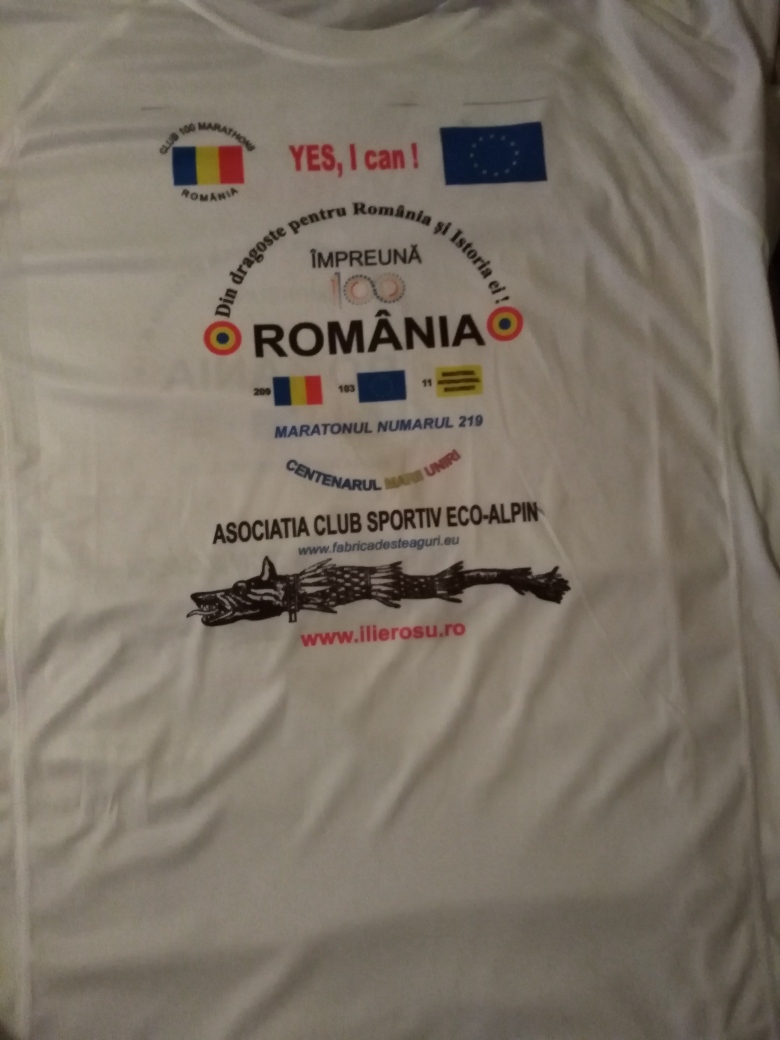 CLUB 100 MARATHONS
ROMÂNIA
YES, I can !
Din dragoste pentru România și Istoria ei !
ÎMPREUNĂ
100
ROMÂNIA
209
103
11
MARATONUL NUMARUL 219
CENTENARUL MARII UNIRI
ASOCIATIA CLUB SPORTIV ECO-ALPIN
www.fabricadesteaguri.eu
www.ilierosu.ro